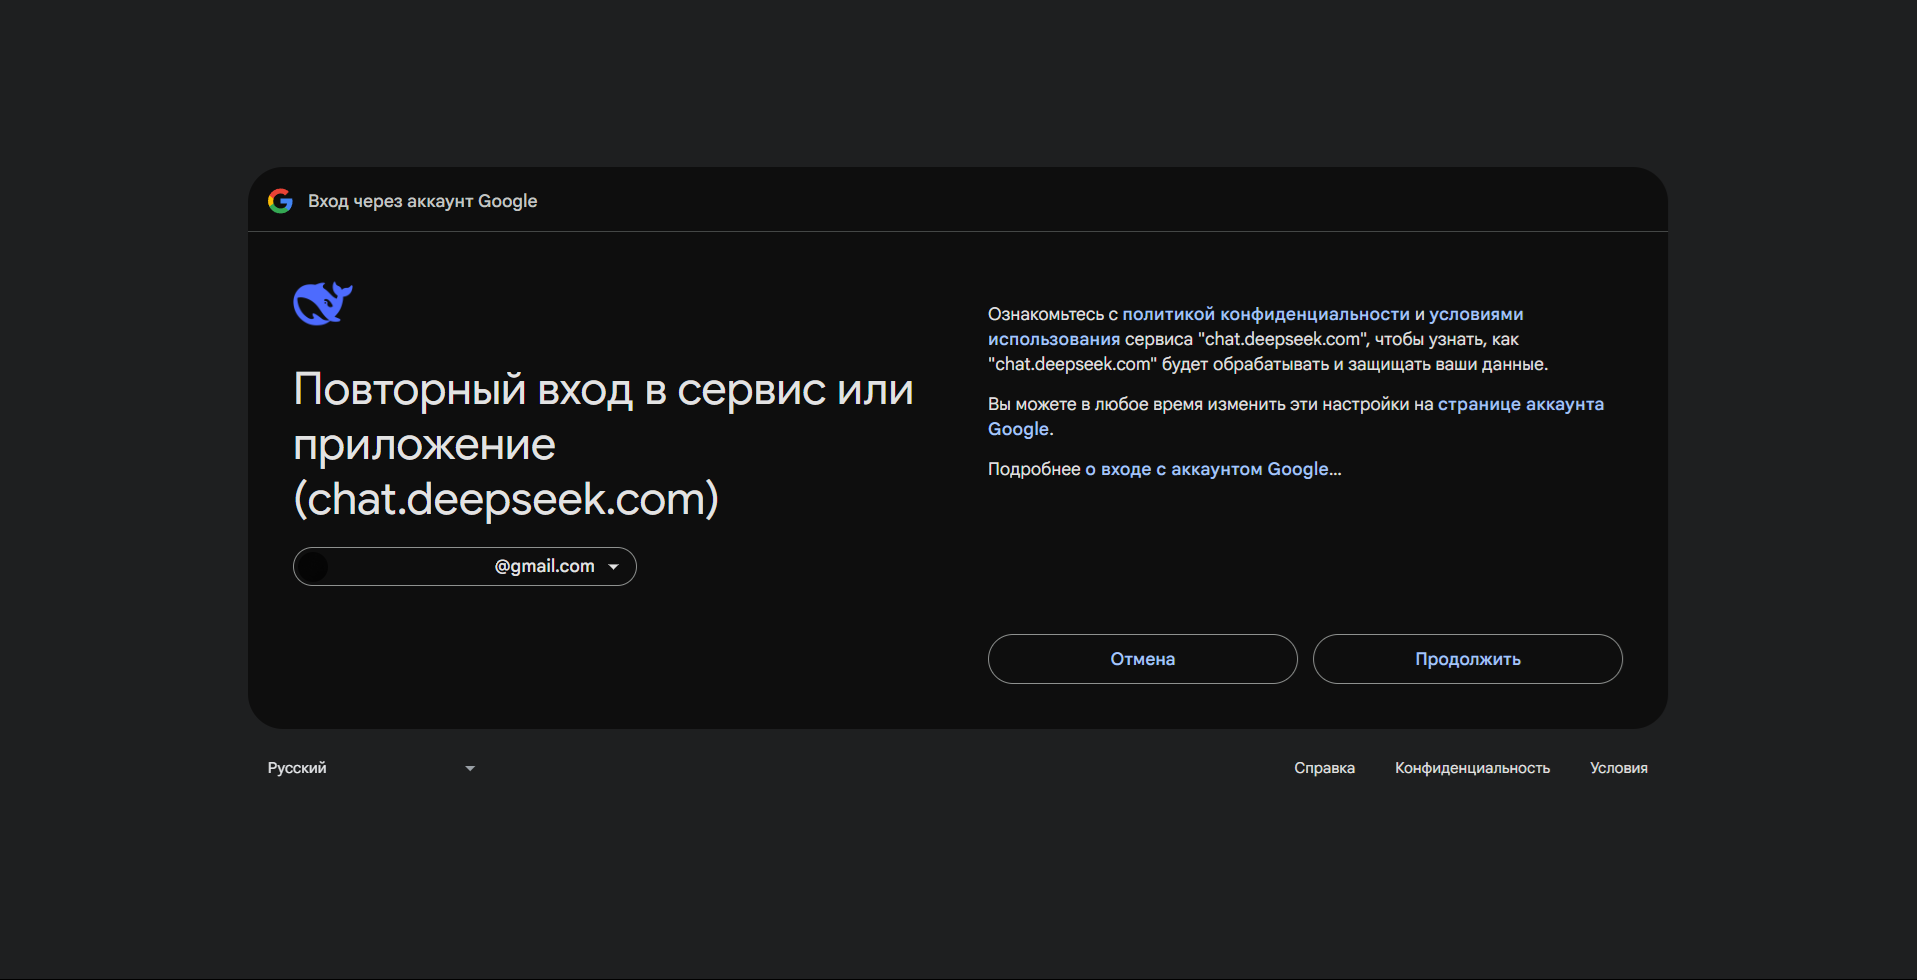 Вход через аккаунт Google
Повторный вход в сервис или
приложение
(chat.deepseek.com)
@gmail.com
Ознакомьтесь с политикой конфиденциальности и условиями
использования сервиса "chat.deepseek.com", чтобы узнать, как
"chat.deepseek.com" будет обрабатывать и защищать ваши данные.
Вы можете в любое время изменить эти настройки на странице аккаунта
Google.
Подробнее о входе с аккаунтом Google...
Отмена
Продолжить
Русский
Справка
Конфиденциальность
Условия